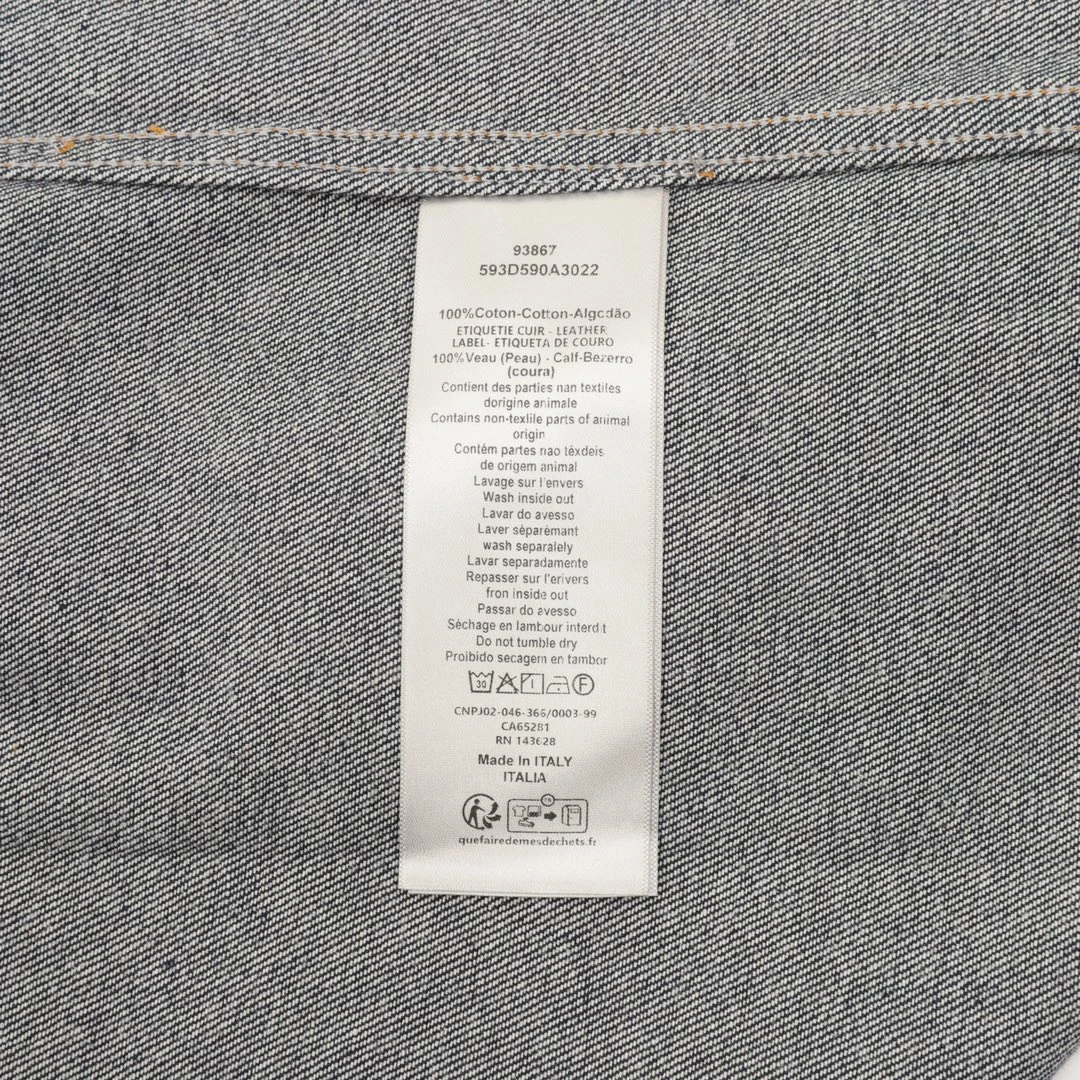 93867
593D590A3022
100%Coton-Cotton-Algcdão
ETIQUETIE CUIR - LEATHER
LABEL- ETIQUETA DE COURO
100%Veau (Peau) - Calf-Bezerro
(coura)
Contient des parties nan textiles
dorigine animale
Contains non-texlile parts of animal
origin
Contém partes nao têxdeis
de origem animal
Lavage sur l'envers
Wash inside out
Lavar do avesso
Laver séparémant
wash separalely
Lavar separadamente
Repasser sur l'erivers
fron inside out
Passar do avesso
Séchage en lambour interd t
Do not tumble dry
Proibido secagem en tambor
30 F
CNPJ02-046-366/0003-99
CA65281
RN 143628
Made In ITALY
ITALIA
FR
quefairedemesdechets.fr